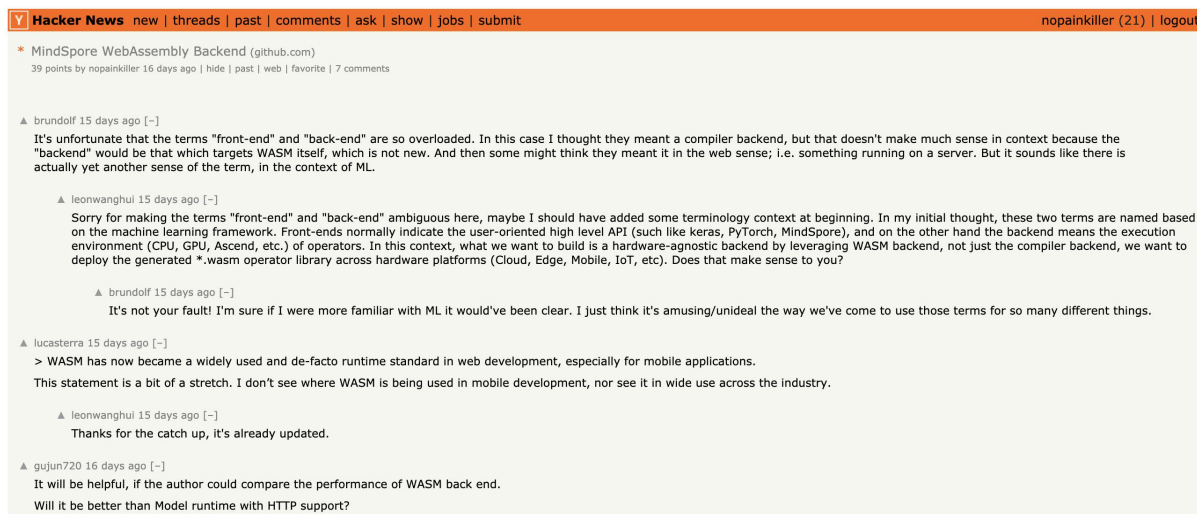 Y Hacker News new | threads | past | comments | ask | show | jobs | submit nopainkiller (21) | logout
* MindSpore WebAssembly Backend (github.com)
39 points by nopainkiller 16 days ago | hide | past | web | favorite | 7 comments
▲ brundolf 15 days ago [–]
It's unfortunate that the terms "front-end" and "back-end" are so overloaded. In this case I thought they meant a compiler backend, but that doesn't make much sense in context because the
"backend" would be that which targets WASM itself, which is not new. And then some might think they meant it in the web sense; i.e. something running on a server. But it sounds like there is
actually yet another sense of the term, in the context of ML.
▲ leonwanghui 15 days ago [–]
Sorry for making the terms "front-end" and "back-end" ambiguous here, maybe I should have added some terminology context at beginning. In my initial thought, these two terms are named based
on the machine learning framework. Front-ends normally indicate the user-oriented high level API (such like keras, PyTorch, MindSpore), and on the other hand the backend means the execution
environment (CPU, GPU, Ascend, etc.) of operators. In this context, what we want to build is a hardware-agnostic backend by leveraging WASM backend, not just the compiler backend, we want to
deploy the generated *.wasm operator library across hardware platforms (Cloud, Edge, Mobile, IoT, etc). Does that make sense to you?
▲ brundolf 15 days ago [–]
It's not your fault! I'm sure if I were more familiar with ML it would've been clear. I just think it's amusing/unideal the way we've come to use those terms for so many different things.
▲ lucasterra 15 days ago [–]
> WASM has now became a widely used and de-facto runtime standard in web development, especially for mobile applications.
This statement is a bit of a stretch. I don’t see where WASM is being used in mobile development, nor see it in wide use across the industry.
▲ leonwanghui 15 days ago [–]
Thanks for the catch up, it's already updated.
▲ gujun720 16 days ago [–]
It will be helpful, if the author could compare the performance of WASM back end.
Will it be better than Model runtime with HTTP support?